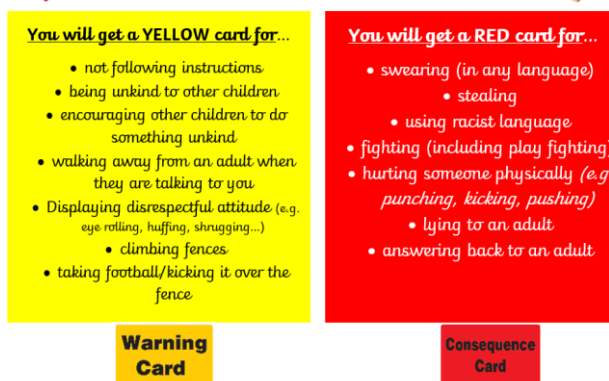 You will get a YELLOW card for...
• not following instructions
• being unkind to other children
• encouraging other children to do
something unkind
• walking away from an adult when
they are talking to you
• Displaying disrespectful attitude (e.g.
eye rolling, huffing, shrugging...)
• climbing fences
• taking football/kicking it over the
fence
Warning
Card
You will get a RED card for...
• swearing (in any language)
• stealing
• using racist language
• fighting (including play fighting)
• hurting someone physically (e.g
punching, kicking, pushing)
• lying to an adult
• answering back to an adult
Consequence
Card